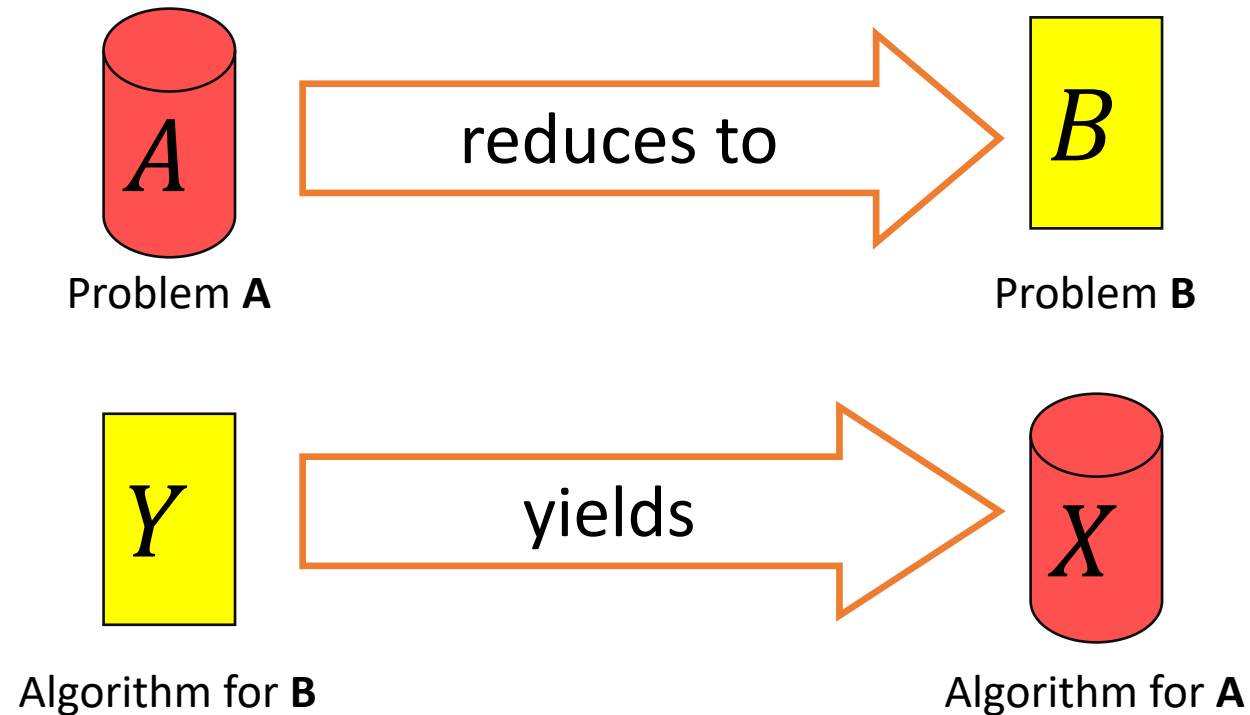 A
reduces to
B
Problem A
Problem B
Y
yields
X
Algorithm for B
Algorithm for A